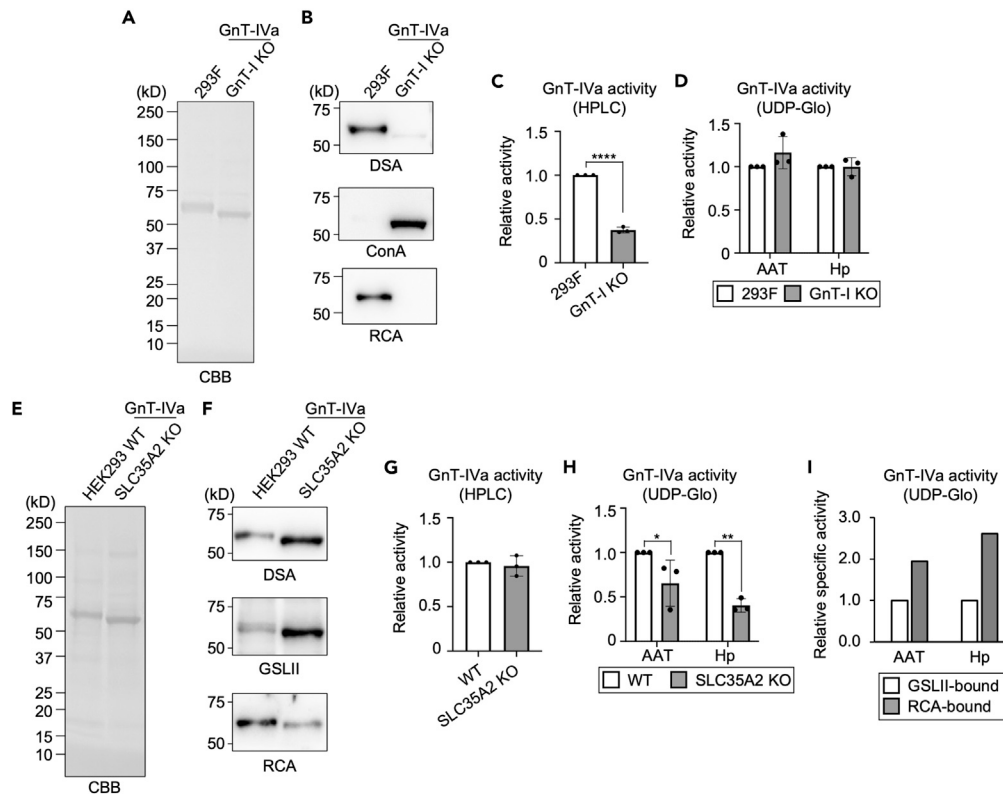 A
GnT-IVa
293F
GnT-I KO
(kD)
250
150
100
75
50
37
25
20
15
10
CBB
B
GnT-IVa
293F
GnT-I KO
(kD)
75
50
DSA
50
ConA
50
RCA
C
GnT-IVa activity
(HPLC)
Relative activity
1.5
1.0
0.5
0
****
293F
GnT-I KO
D
GnT-IVa activity
(UDP-Glo)
Relative activity
1.5
1.0
0.5
0
AAT
Hp
293F
GnT-I KO
E
GnT-IVa
HEK293 WT
SLC35A2 KO
(kD)
250
150
100
75
50
37
25
20
15
10
CBB
F
GnT-IVa
HEK293 WT
SLC35A2 KO
(kD)
75
50
DSA
75
50
GSLII
75
50
RCA
G
GnT-IVa activity
(HPLC)
Relative activity
1.5
1.0
0.5
0
WT
SLC35A2 KO
H
GnT-IVa activity
(UDP-Glo)
Relative activity
1.5
1.0
0.5
0
*
**
AAT
Hp
WT
SLC35A2 KO
I
GnT-IVa activity
(UDP-Glo)
Relative specific activity
3.0
2.0
1.0
0.0
AAT
Hp
GSLII-bound
RCA-bound